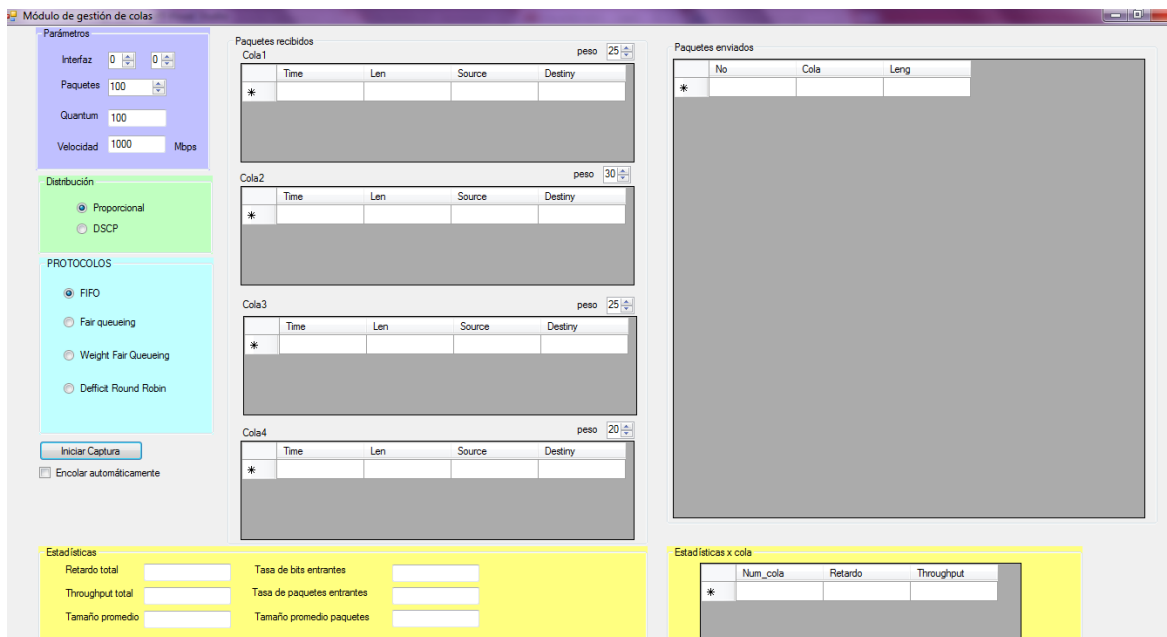 Módulo de gestión de colas
Parámetros
Interfaz 0 0
Paquetes 100
Quantum 100
Velocidad 1000 Mbps
Distribución
Proporcional
DSCP
PROTOCOLOS
FIFO
Fair queueing
Weight Fair Queueing
Defficit Round Robin
Iniciar Captura
Encolar automáticamente
Paquetes recibidos
Cola1 peso 25
Time Len Source Destiny
*
Cola2 peso 30
Time Len Source Destiny
*
Cola3 peso 25
Time Len Source Destiny
*
Cola4 peso 20
Time Len Source Destiny
*
Paquetes enviados
No Cola Leng
*
Estadísticas
Retardo total Tasa de bits entrantes
Throughput total Tasa de paquetes entrantes
Tamaño promedio Tamaño promedio paquetes
Estadísticas x cola
Num_cola Retardo Throughput
*